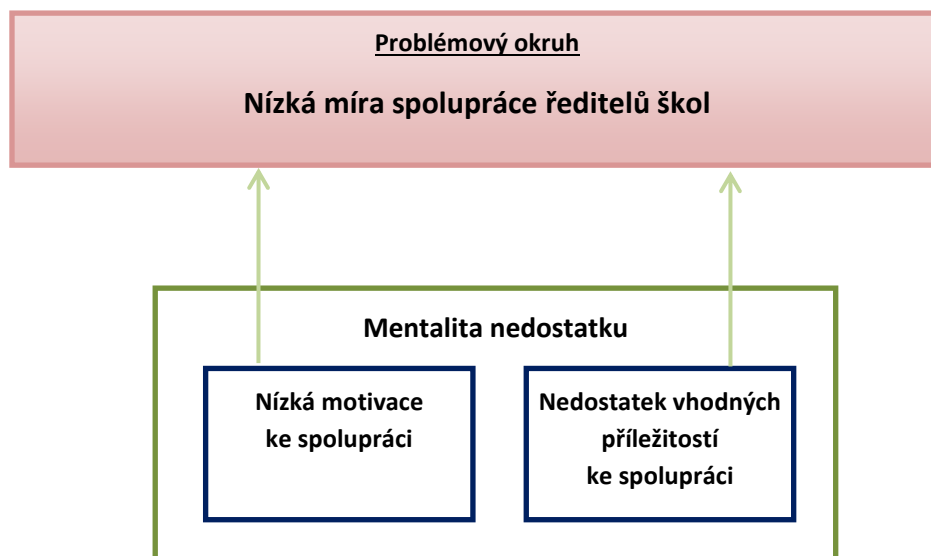 Problémový okruh
Nízká míra spolupráce ředitelů škol
Mentalita nedostatku
Nízká motivace
ke spolupráci
Nedostatek vhodných
příležitostí
ke spolupráci